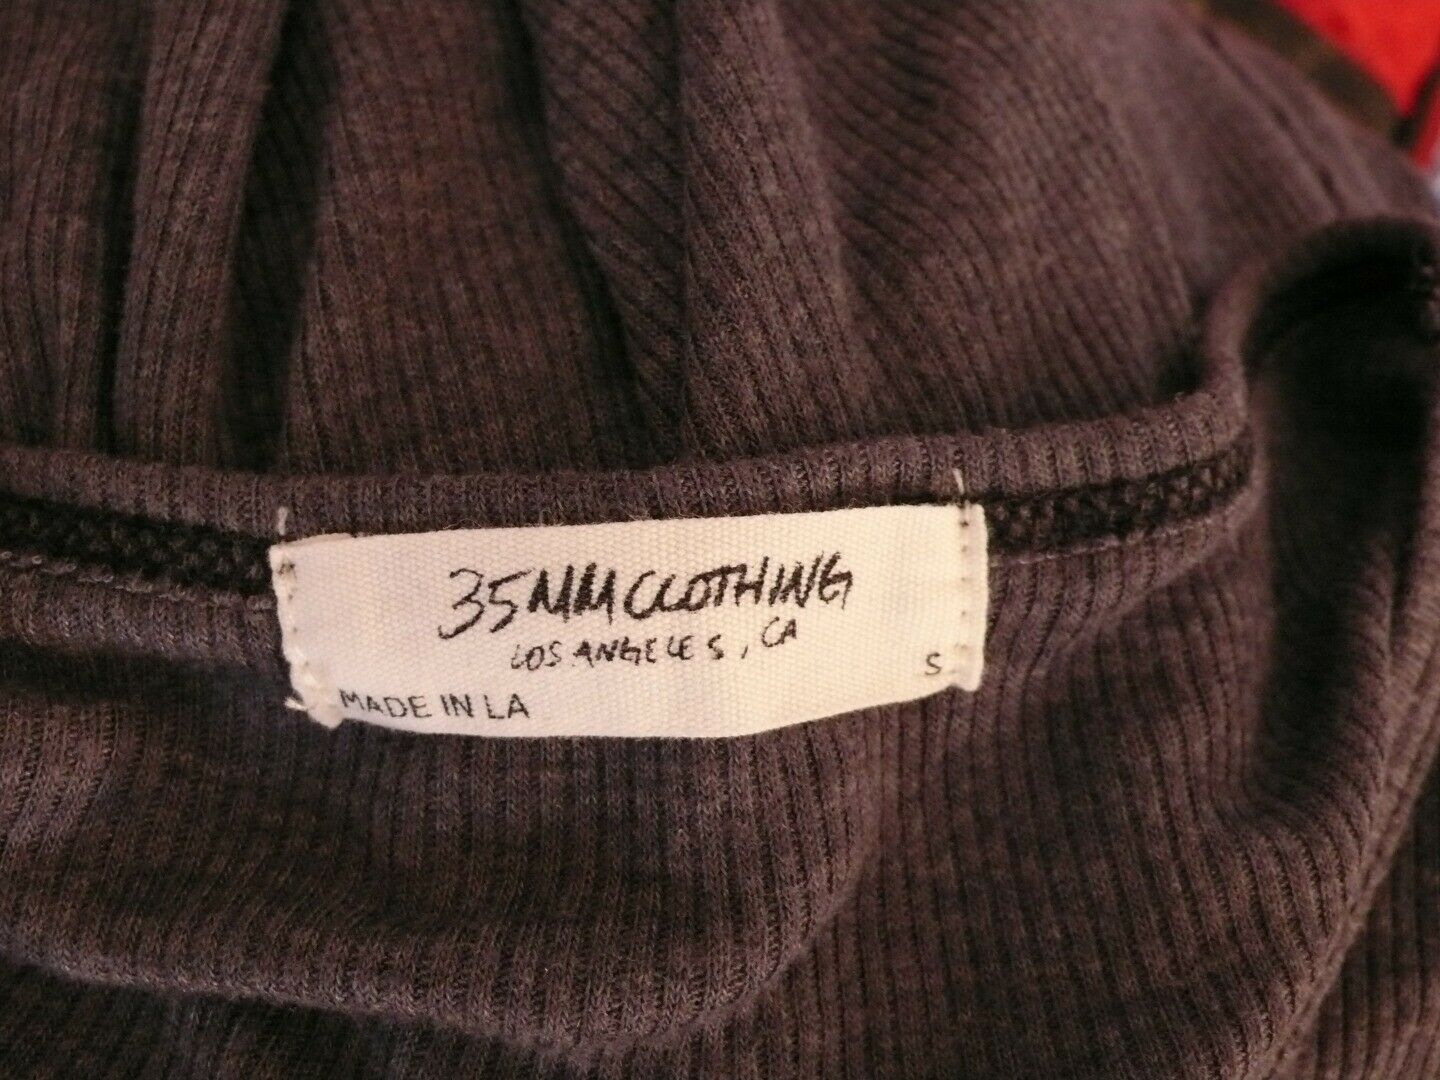 35MM CLOTHING
LOS ANGELES, CA
S
MADE IN LA